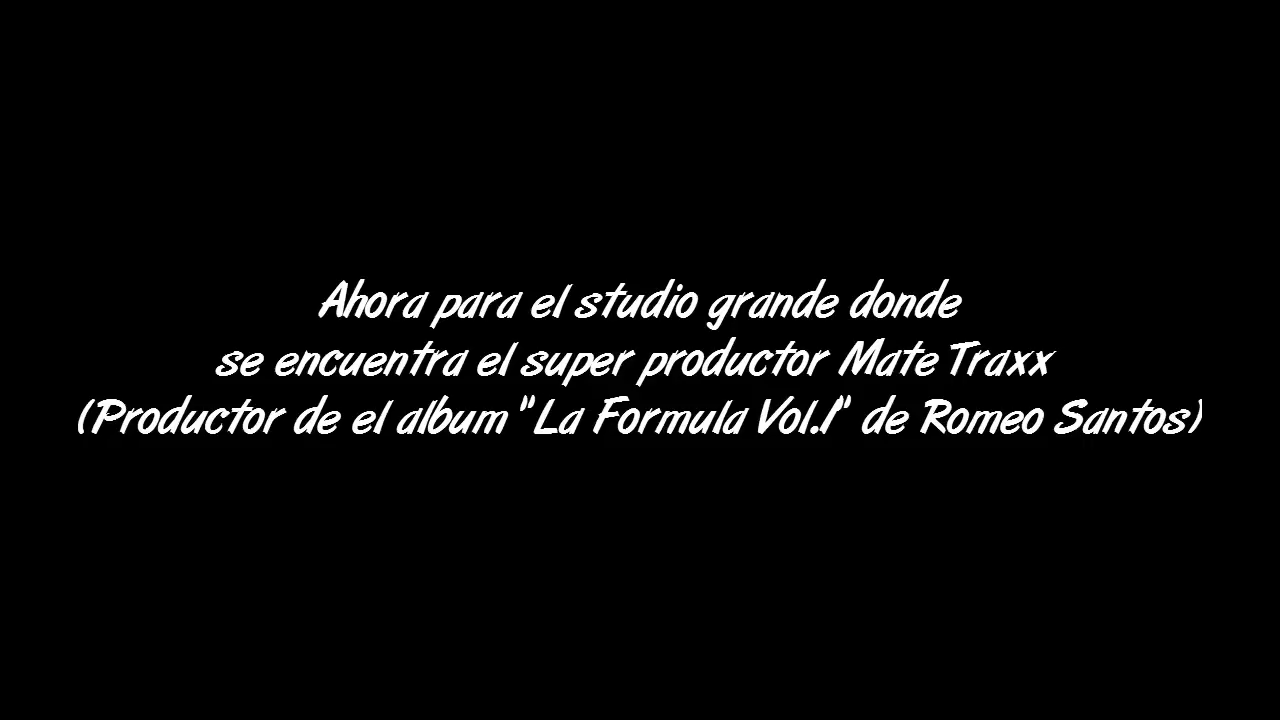 Ahora para el studio grande donde
se encuentra el super productor Mate Traxx
(Productor de el album "La Formula Vol.1" de Romeo Santos)